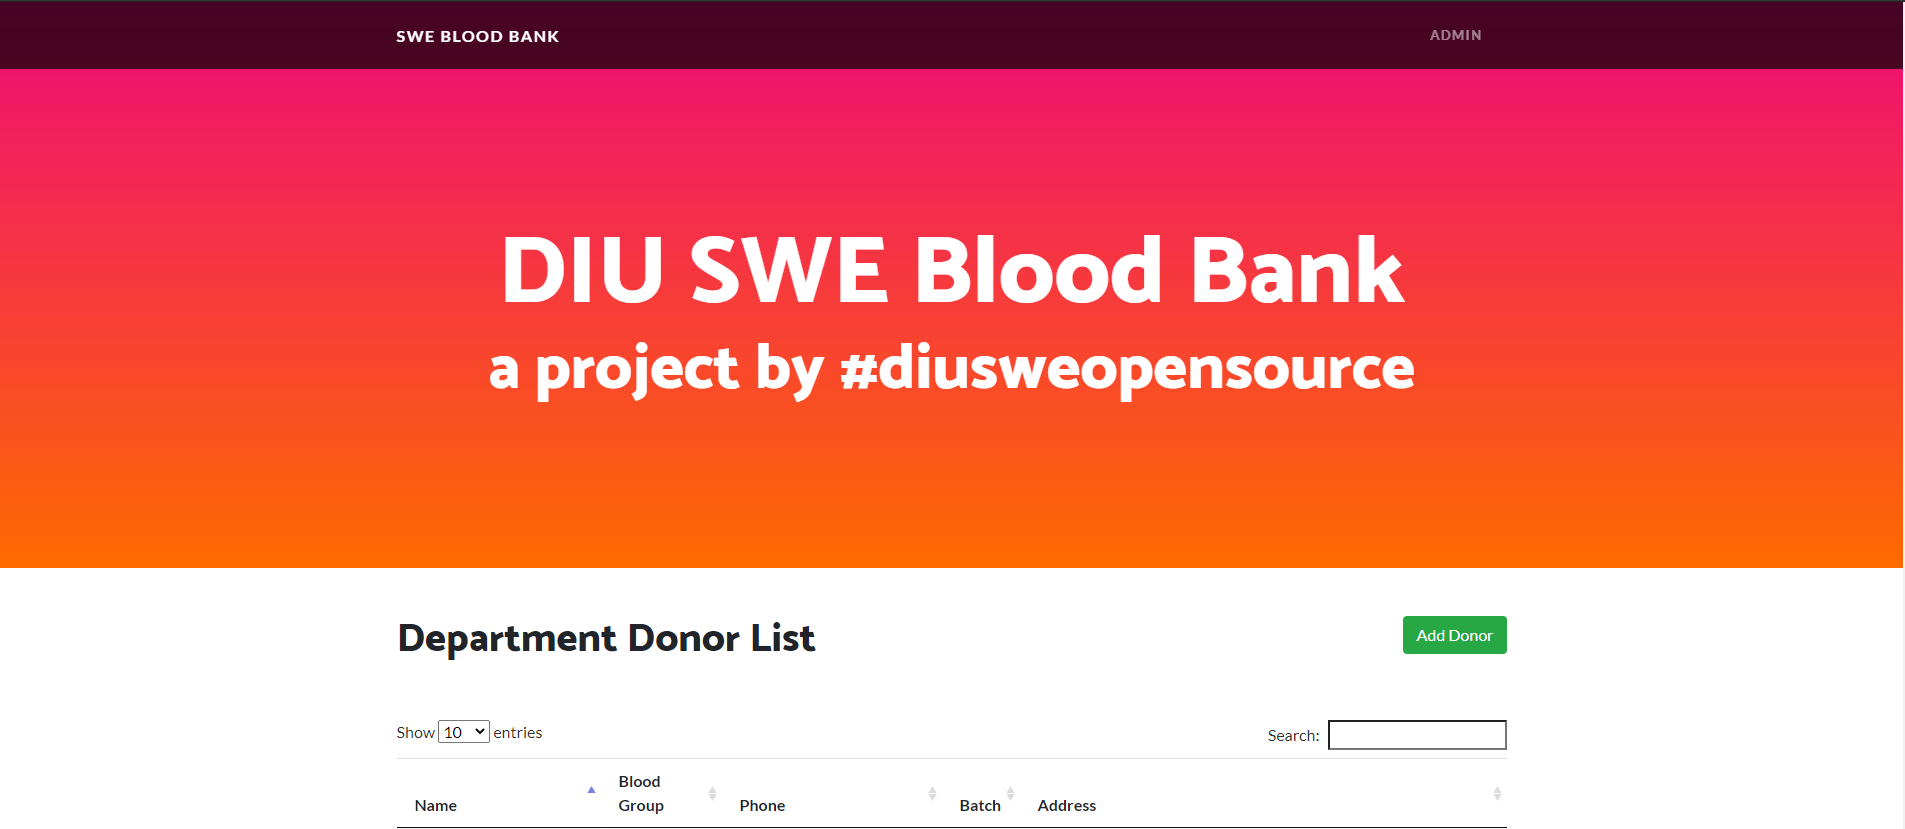 SWE BLOOD BANK
ADMIN
DIU SWE Blood Bank
a project by #diusweopensource
Department Donor List
Add Donor
Show 10 entries
Search:
Name
Blood
Group
Phone
Batch
Address